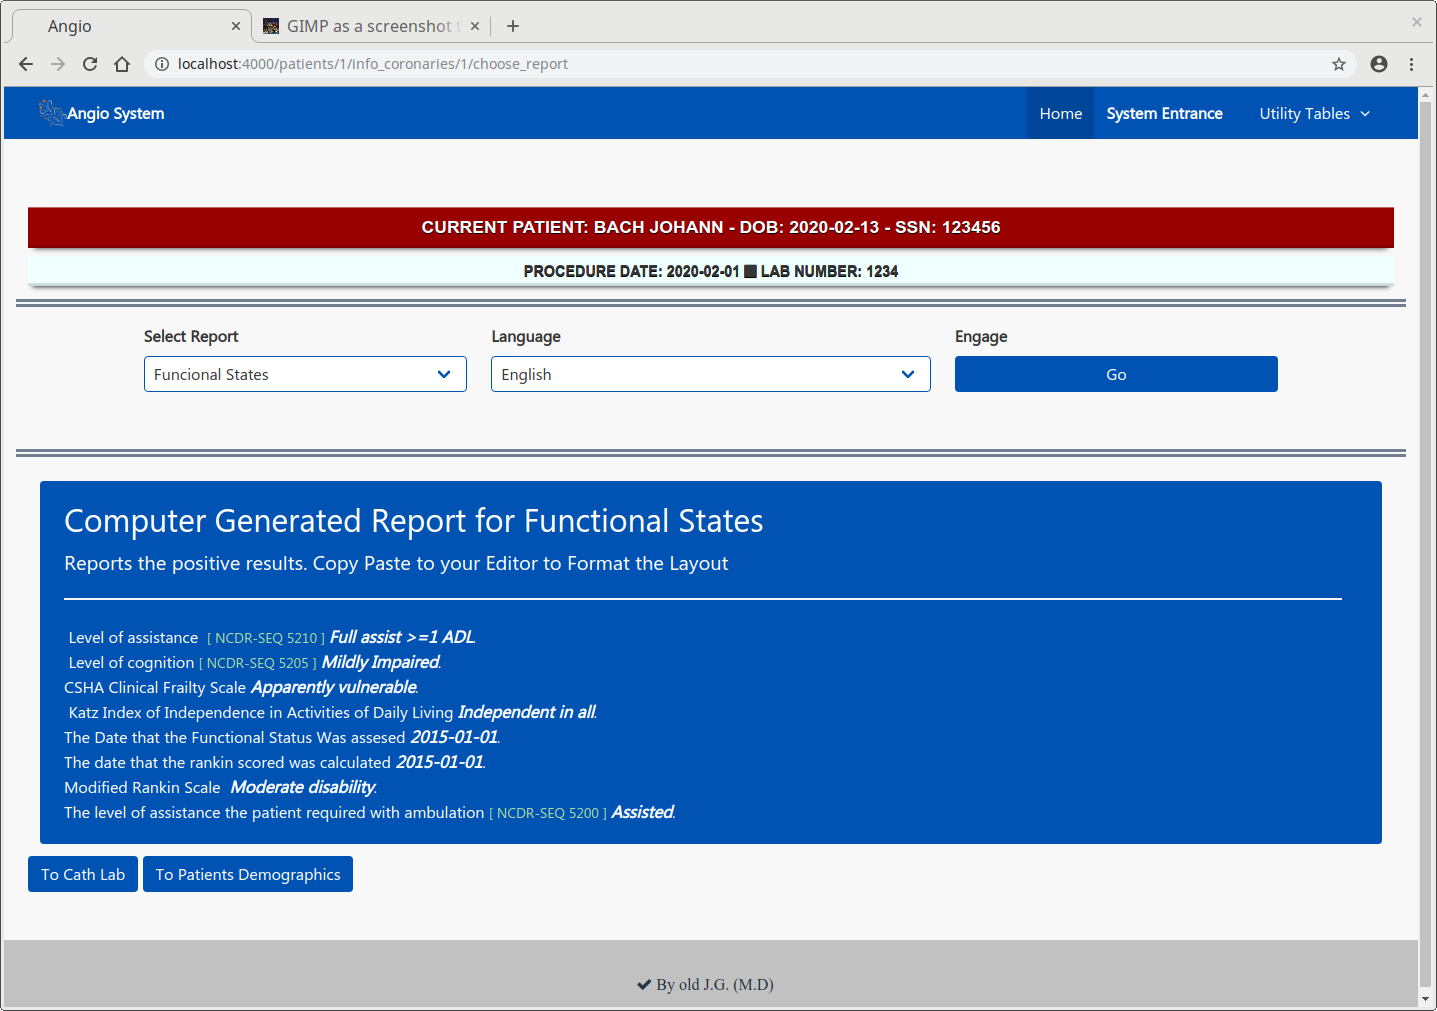 Angio
GIMP as a screenshot
localhost:4000/patients/1/info_coronaries/1/choose_report
Angio System
Home
System Entrance
Utility Tables
CURRENT PATIENT: BACH JOHANN - DOB: 2020-02-13 - SSN: 123456
PROCEDURE DATE: 2020-02-01 LAB NUMBER: 1234
Select Report
Language
Engage
Funcional States
English
Go
Computer Generated Report for Functional States
Reports the positive results. Copy Paste to your Editor to Format the Layout
Level of assistance [ NCDR-SEQ 5210 ] Full assist >=1 ADL.
Level of cognition [ NCDR-SEQ 5205 ] Mildly Impaired.
CSHA Clinical Frailty Scale Apparently vulnerable.
Katz Index of Independence in Activities of Daily Living Independent in all.
The Date that the Functional Status Was assesed 2015-01-01.
The date that the rankin scored was calculated 2015-01-01.
Modified Rankin Scale Moderate disability.
The level of assistance the patient required with ambulation [ NCDR-SEQ 5200 ] Assisted.
To Cath Lab
To Patients Demographics
By old J.G. (M.D)